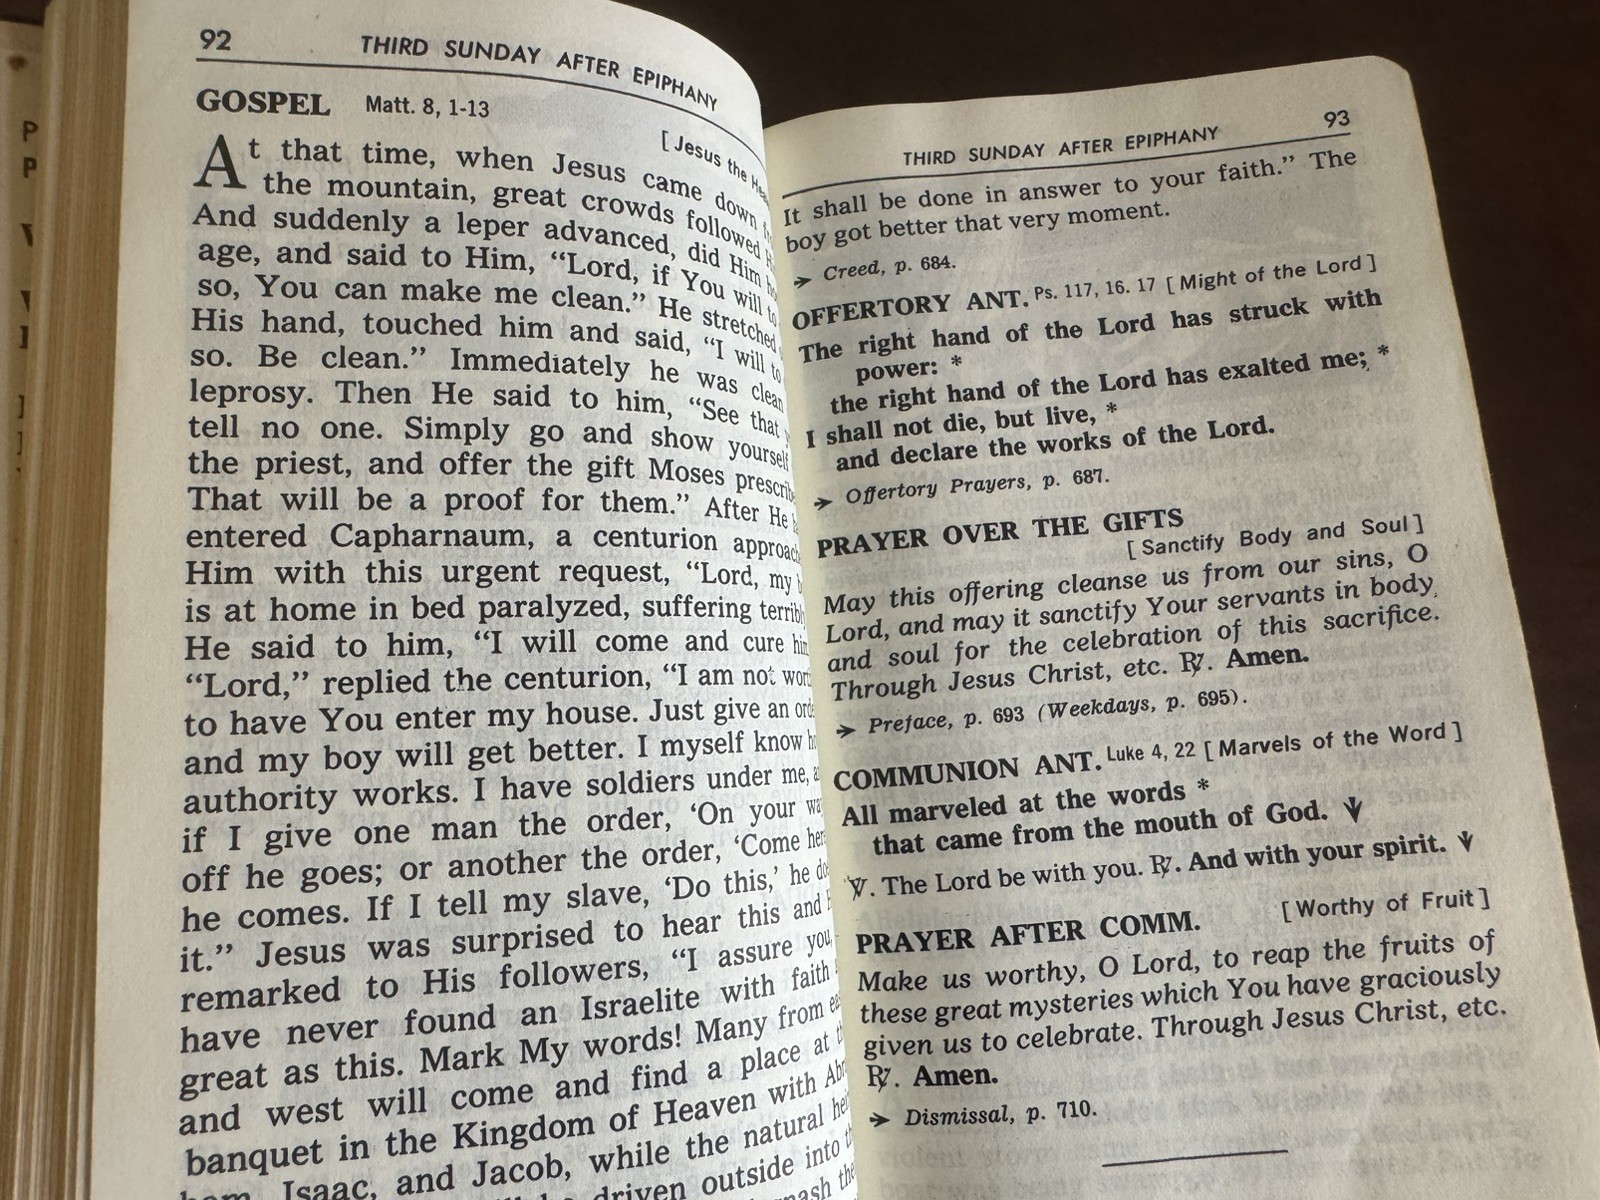 92
THIRD SUNDAY AFTER EPIPHANY
GOSPEL Matt. 8, 1-13
[Jesus the
At that time, when Jesus came down
the mountain, great crowds followed
And suddenly a leper advanced, did Him
age, and said to Him, “Lord, if You will to
so, You can make me clean.” He stretched
His hand, touched him and said, “I will to
so. Be clean.” Immediately he was clean
leprosy. Then He said to him, “See that
tell no one. Simply go and show yourself
the priest, and offer the gift Moses
That will be a proof for them.” After He
entered Capharnaum, a centurion
Him with this urgent request, “Lord, my
is at home in bed paralyzed, suffering
He said to him, “I will come and cure
“Lord,” replied the centurion, “I am not
to have You enter my house. Just give an
and my boy will get better. I myself know
authority works. I have soldiers under me,
if I give one man the order, ‘On your
off he goes; or another the order, ‘Come
he comes. If I tell my slave, ‘Do this,’ he
it.” Jesus was surprised to hear this and
remarked to His followers, “I assure you,
have never found an Israelite with faith
great as this. Mark My words! Many from
and west will come and find a place at
banquet in the Kingdom of Heaven with
Isaac, and Jacob, while the natural
driven outside into
THIRD SUNDAY AFTER EPIPHANY 93
It shall be done in answer to your faith.” The
boy got better that very moment.
➛ Creed, p. 684.
OFFERTORY ANT. Ps. 117, 16. 17 [Might of the Lord]
The right hand of the Lord has struck with
power: *
the right hand of the Lord has exalted me; *
I shall not die, but live, *
and declare the works of the Lord.
➛ Offertory Prayers, p. 687.
PRAYER OVER THE GIFTS
[Sanctify Body and Soul]
May this offering cleanse us from our sins, O
Lord, and may it sanctify Your servants in body
and soul for the celebration of this sacrifice.
Through Jesus Christ, etc. ℟. Amen.
➛ Preface, p. 693 (Weekdays, p. 695).
COMMUNION ANT. Luke 4, 22 [Marvels of the Word]
All marveled at the words *
that came from the mouth of God. ↓
℣. The Lord be with you. ℟. And with your spirit. ↓
PRAYER AFTER COMM. [Worthy of Fruit]
Make us worthy, O Lord, to reap the fruits of
these great mysteries which You have graciously
given us to celebrate. Through Jesus Christ, etc.
℟. Amen.
➛ Dismissal, p. 710.